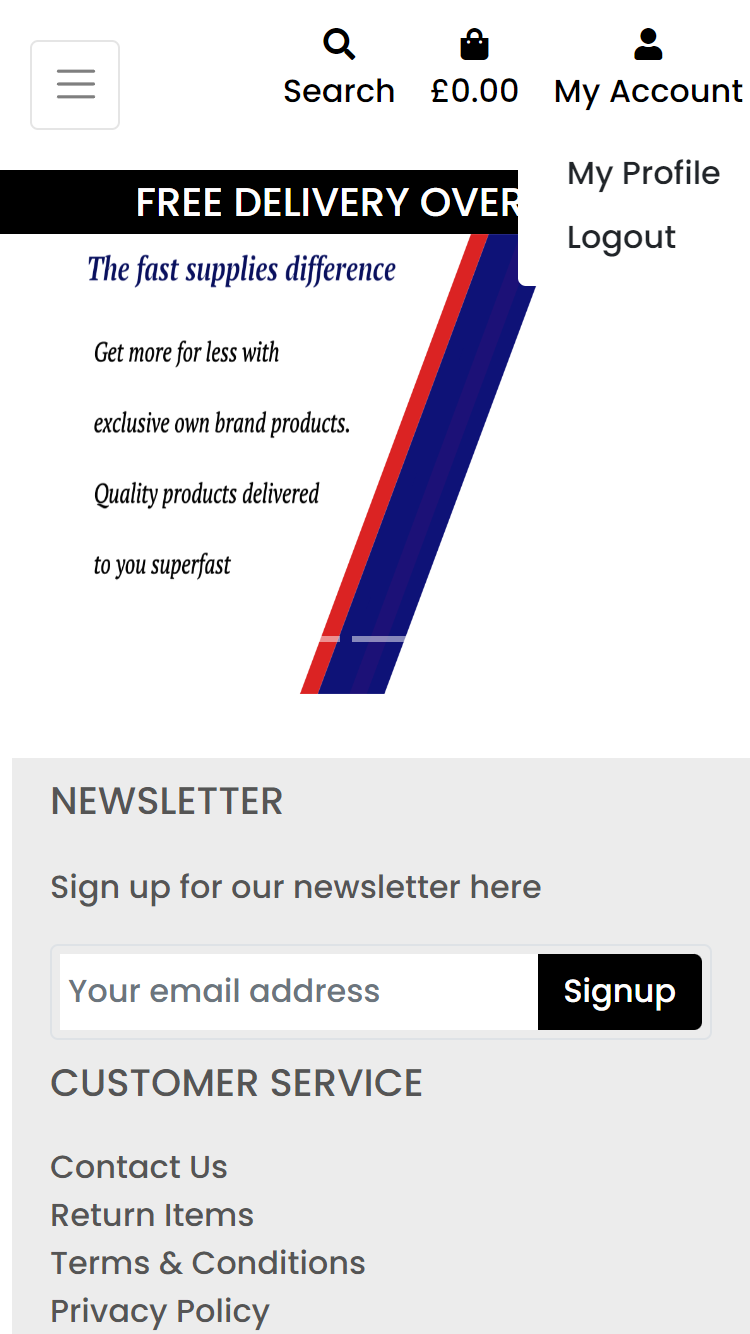 Search
£0.00
My Account
My Profile
Logout
FREE DELIVERY OVER
The fast supplies difference
Get more for less with
exclusive own brand products.
Quality products delivered
to you superfast
NEWSLETTER
Sign up for our newsletter here
Your email address
Signup
CUSTOMER SERVICE
Contact Us
Return Items
Terms & Conditions
Privacy Policy